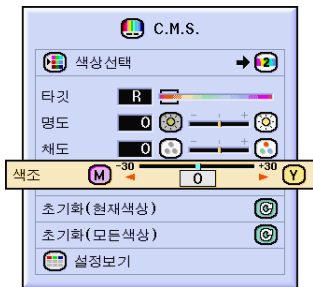 C.M.S.
색상선택 2
타깃 R
명도 0 - +
채도 0 - +
색조 M -30 0 +30 Y
초기화(현재색상)
초기화(모든색상)
설정보기